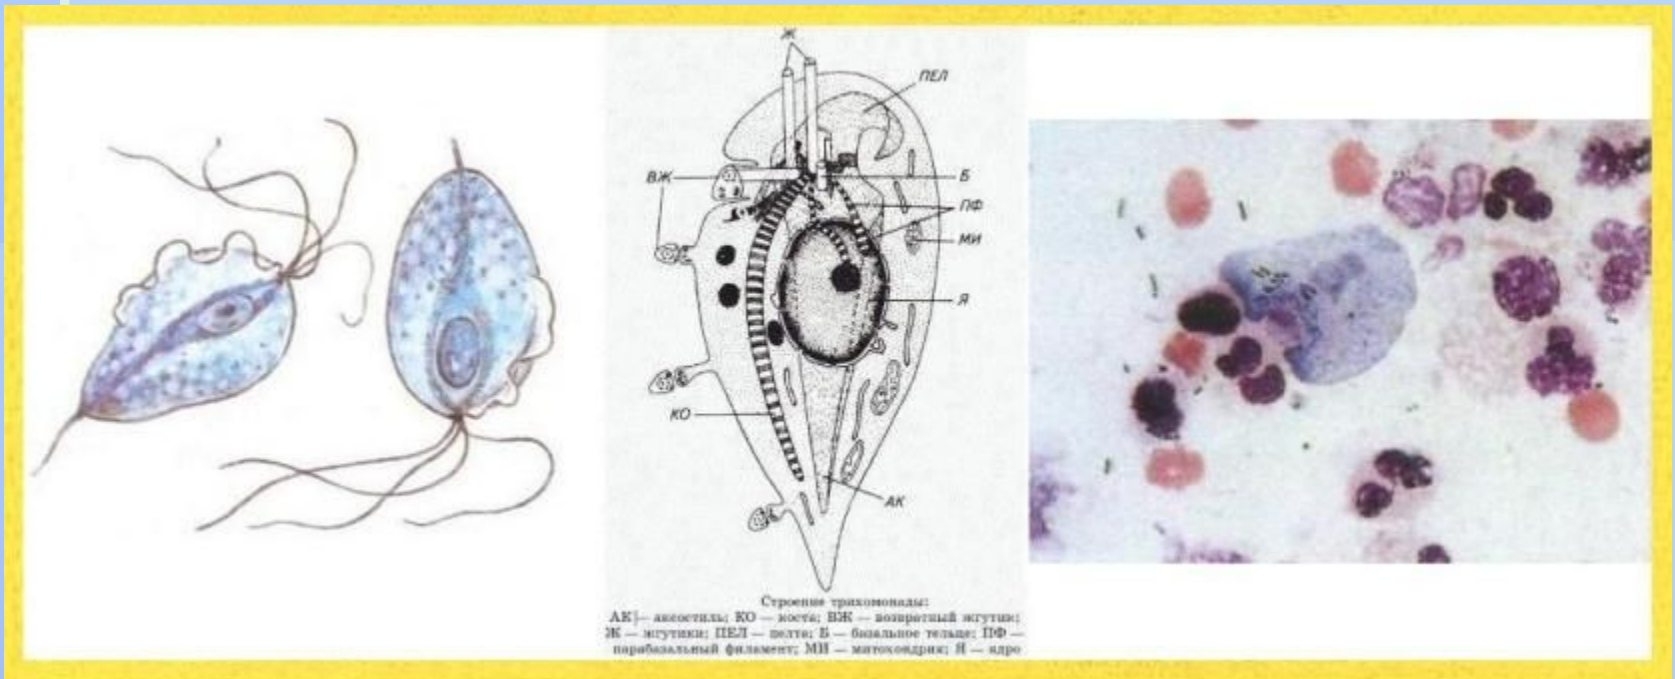 Ж
ПЕЛ
ВЖ
Б
ПФ
МИ
Я
КО
АК
Строение трихомонады:
АК — аксостиль; КО — коста; ВЖ — возвратный жгутик;
Ж — жгутики; ПЕЛ — пелта; Б — базальное тельце; ПФ —
парабазальный филамент; МИ — митохондрия; Я — ядро